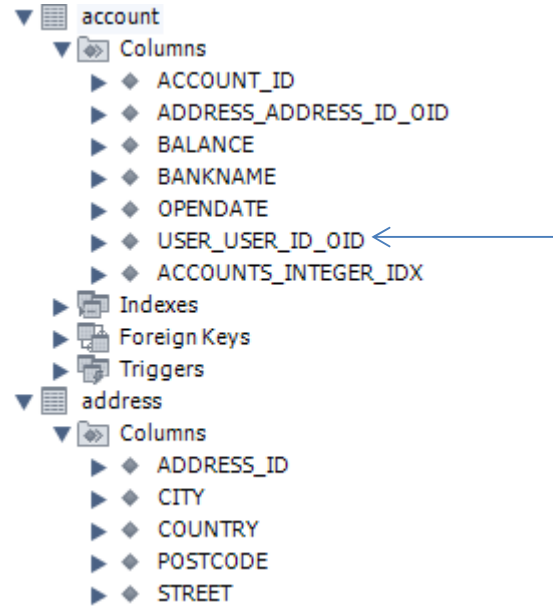 account
Columns
ACCOUNT_ID
ADDRESS_ADDRESS_ID_OID
BALANCE
BANKNAME
OPENDATE
USER_USER_ID_OID
ACCOUNTS_INTEGER_IDX
Indexes
Foreign Keys
Triggers
address
Columns
ADDRESS_ID
CITY
COUNTRY
POSTCODE
STREET